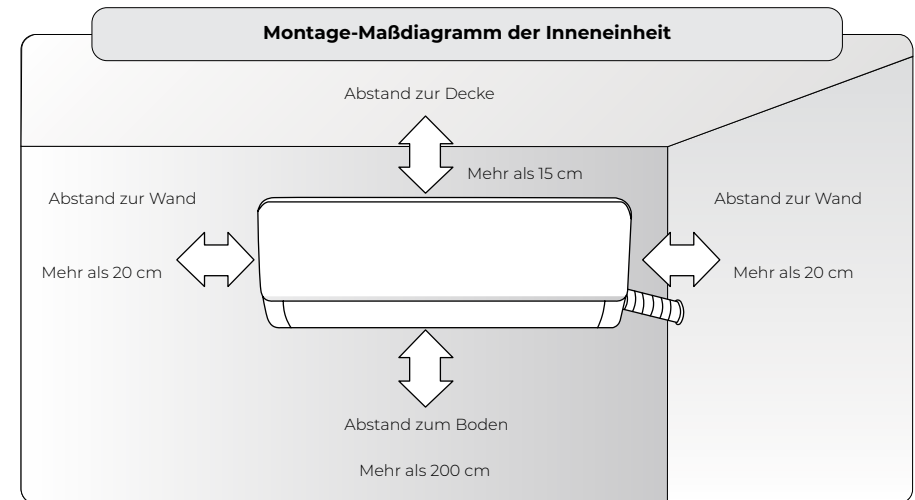 Montage-Maßdiagramm der Inneneinheit
Abstand zur Decke
Mehr als 15 cm
Abstand zur Wand
Mehr als 20 cm
Abstand zur Wand
Mehr als 20 cm
Abstand zum Boden
Mehr als 200 cm